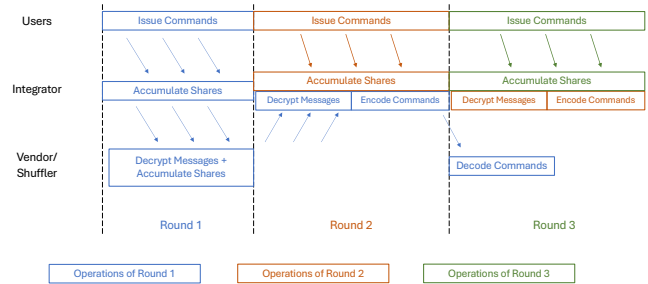 Users
Issue Commands
Issue Commands
Issue Commands
Integrator
Accumulate Shares
Accumulate Shares
Accumulate Shares
Decrypt Messages
Encode Commands
Decrypt Messages
Encode Commands
Vendor/
Shuffler
Decrypt Messages +
Accumulate Shares
Decode Commands
Round 1
Round 2
Round 3
Operations of Round 1
Operations of Round 2
Operations of Round 3